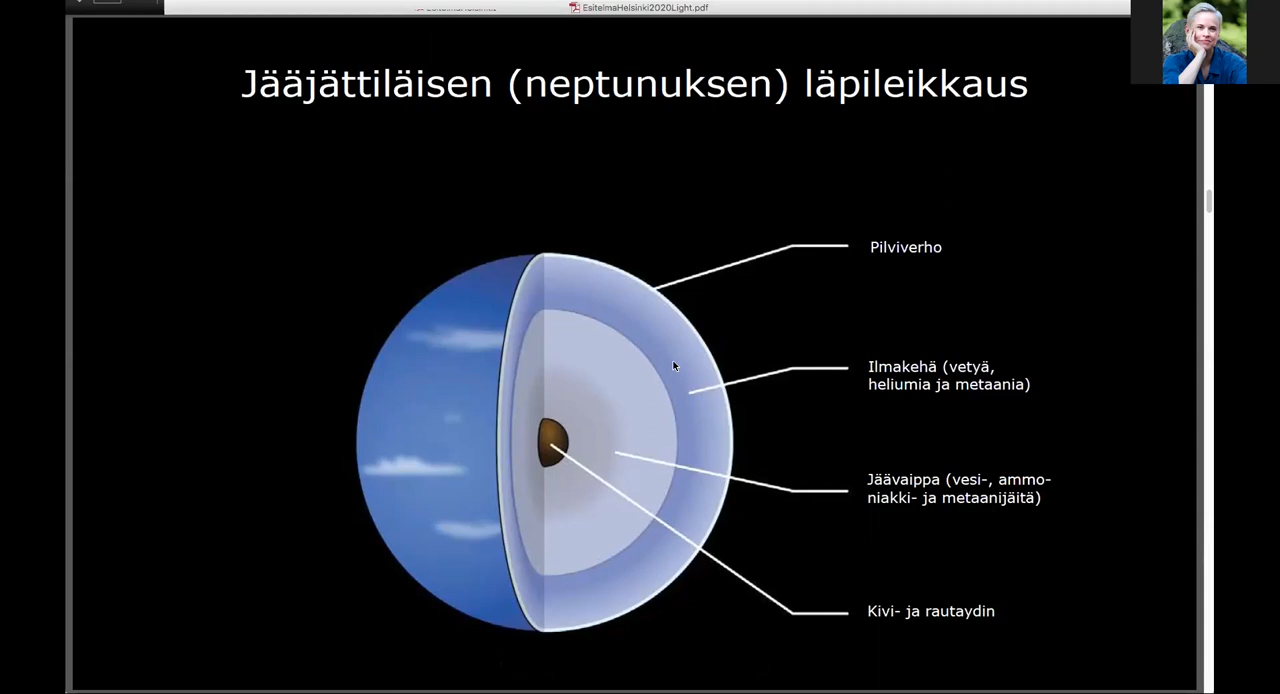 EsitelmaHelsinki2020Light.pdf
Jääjättiläisen (neptunuksen) läpileikkaus
Pilviverho
Ilmakehä (vetyä,
heliumia ja metaania)
Jäävaippa (vesi-, ammo-
niakki- ja metaanijäitä)
Kivi- ja rautaydin